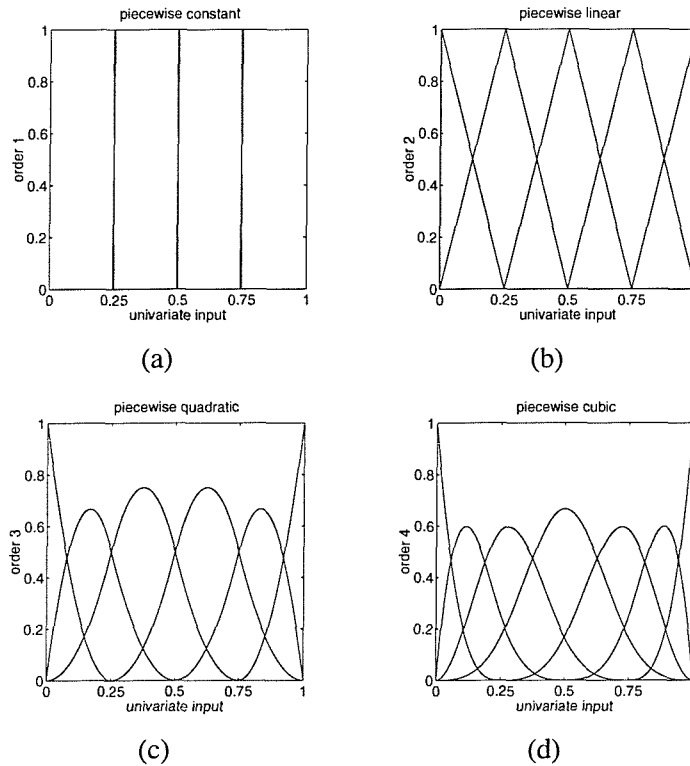 piecewise constant
1
0.8
0.6
0.4
0.2
0
order 1
0 0.25 0.5 0.75 1
univariate input
(a)
piecewise linear
1
0.8
0.6
0.4
0.2
0
order 2
0 0.25 0.5 0.75
univariate input
(b)
piecewise quadratic
1
0.8
0.6
0.4
0.2
0
order 3
0 0.25 0.5 0.75 1
univariate input
(c)
piecewise cubic
1
0.8
0.6
0.4
0.2
0
order 4
0 0.25 0.5 0.75
univariate input
(d)